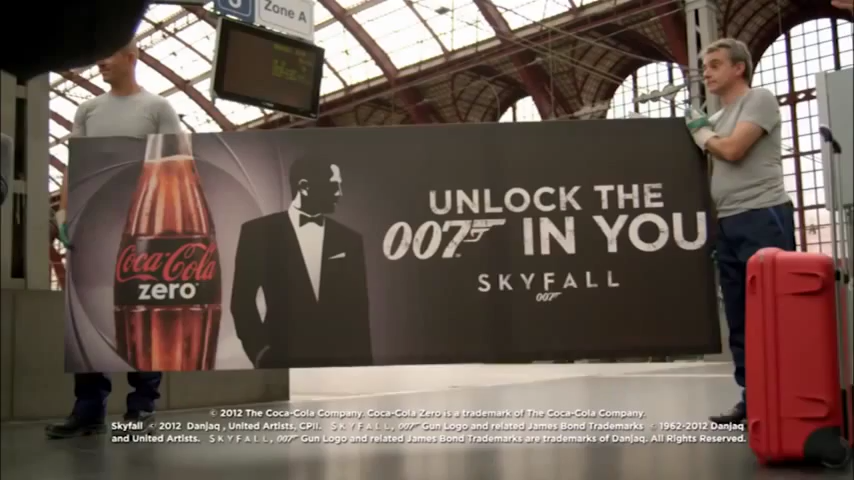 Zone A
UNLOCK THE
007 IN YOU
SKYFALL
007
Coca-Cola
zero
© 2012 The Coca-Cola Company. Coca-Cola Zero is a trademark of The Coca-Cola Company.
Skyfall © 2012 Danjaq, United Artists, CPII. SKYFALL, 007 Gun Logo and related James Bond Trademarks © 1962-2012 Danjaq
and United Artists. SKYFALL, 007 Gun Logo and related James Bond Trademarks are trademarks of Danjaq. All Rights Reserved.